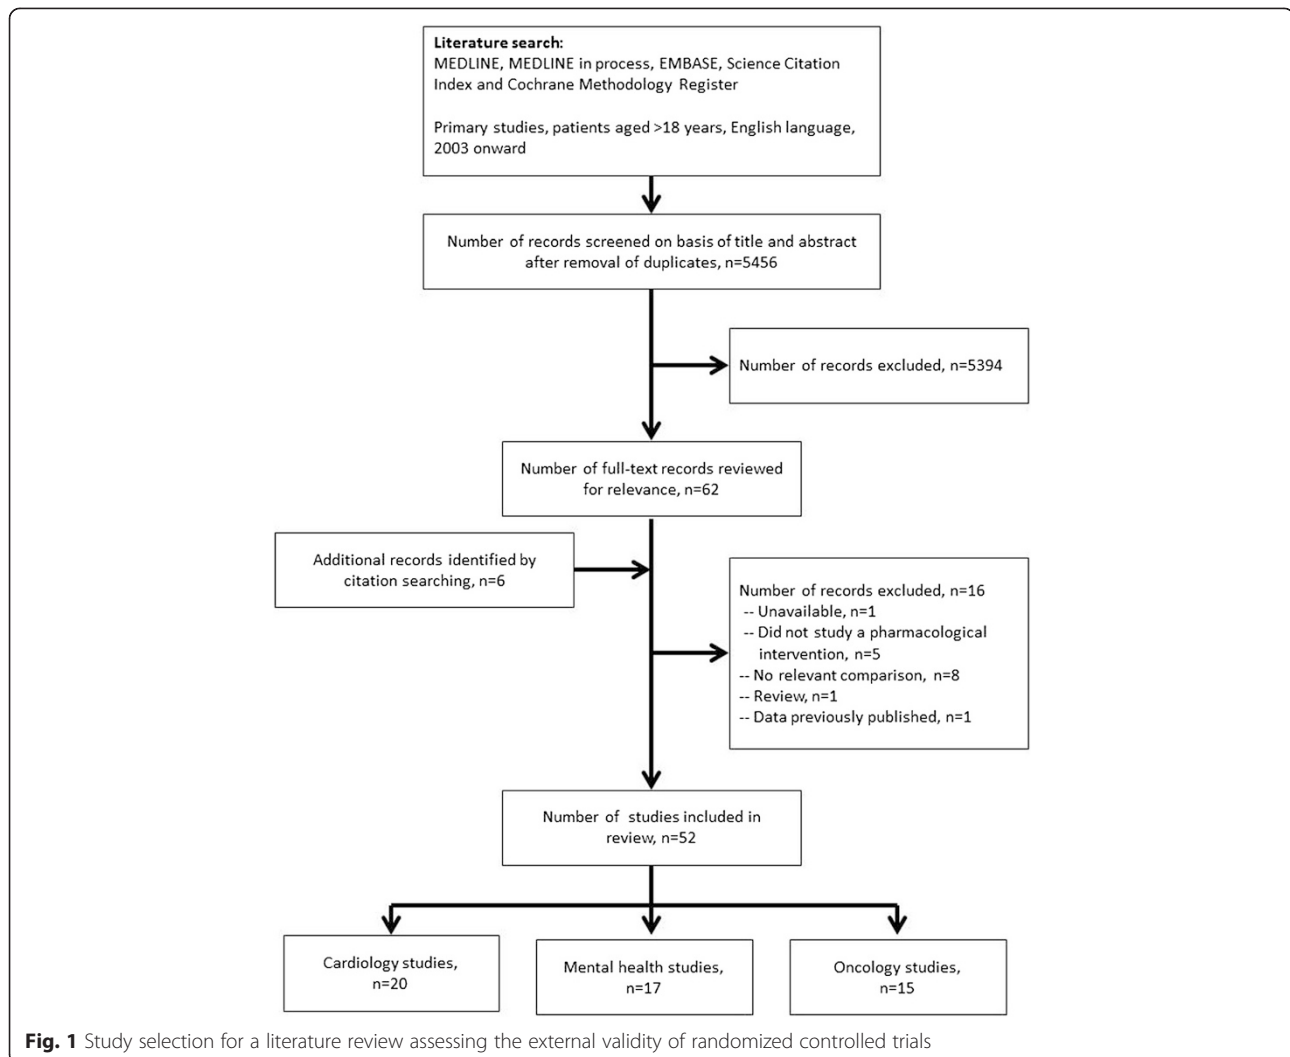 Literature search:
MEDLINE, MEDLINE in process, EMBASE, Science Citation
Index and Cochrane Methodology Register
Primary studies, patients aged >18 years, English language,
2003 onward
Number of records screened on basis of title and abstract
after removal of duplicates, n=5456
Number of records excluded, n=5394
Number of full-text records reviewed
for relevance, n=62
Additional records identified by
citation searching, n=6
Number of records excluded, n=16
-- Unavailable, n=1
-- Did not study a pharmacological
intervention, n=5
-- No relevant comparison, n=8
-- Review, n=1
-- Data previously published, n=1
Number of studies included in
review, n=52
Cardiology studies,
n=20
Mental health studies,
n=17
Oncology studies,
n=15
Fig. 1 Study selection for a literature review assessing the external validity of randomized controlled trials